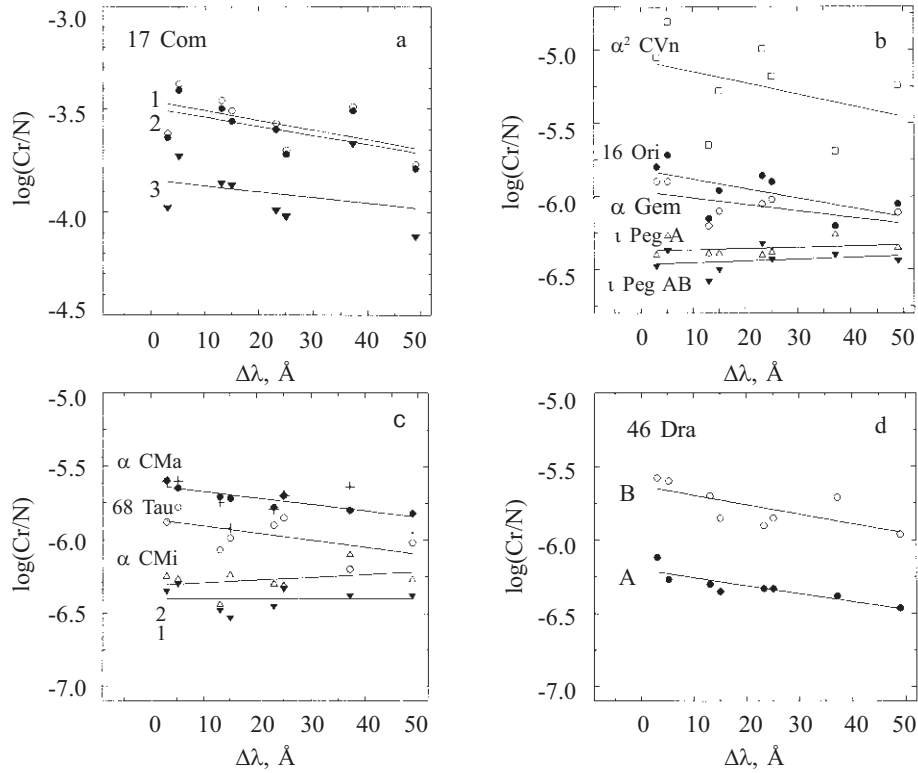 17 Com
a
log(Cr/N)
-3.0
-3.5
-4.0
-4.5
1
2
3
0 10 20 30 40 50
Δλ, Å
b
α² CVn
16 Ori
α Gem
ι Peg A
ι Peg AB
log(Cr/N)
-5.0
-5.5
-6.0
-6.5
0 10 20 30 40 50
Δλ, Å
c
α CMa
68 Tau
α CMi
2
1
log(Cr/N)
-5.0
-5.5
-6.0
-6.5
-7.0
0 10 20 30 40 50
Δλ, Å
46 Dra
d
B
A
log(Cr/N)
-5.0
-5.5
-6.0
-6.5
-7.0
0 10 20 30 40 50
Δλ, Å